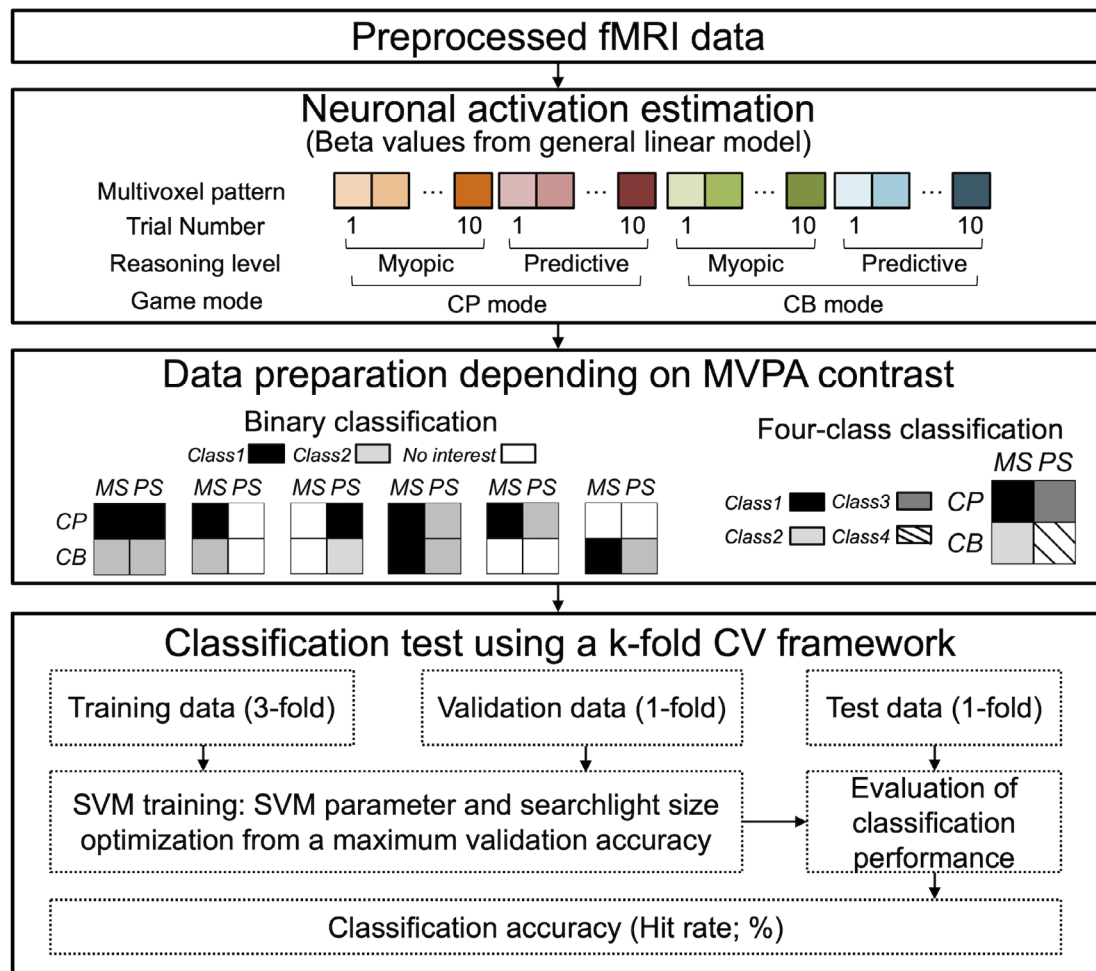 Preprocessed fMRI data
Neuronal activation estimation
(Beta values from general linear model)
Multivoxel pattern ... ... ... ...
Trial Number 1 10 1 10 1 10 1 10
Reasoning level Myopic Predictive Myopic Predictive
Game mode CP mode CB mode
Data preparation depending on MVPA contrast
Binary classification
Class1 Class2 No interest
MS PS MS PS MS PS MS PS MS PS MS PS
CP
CB
Four-class classification
MS PS
Class1 Class3 CP
Class2 Class4 CB
Classification test using a k-fold CV framework
Training data (3-fold) Validation data (1-fold) Test data (1-fold)
SVM training: SVM parameter and searchlight size
optimization from a maximum validation accuracy
Evaluation of
classification
performance
Classification accuracy (Hit rate; %)